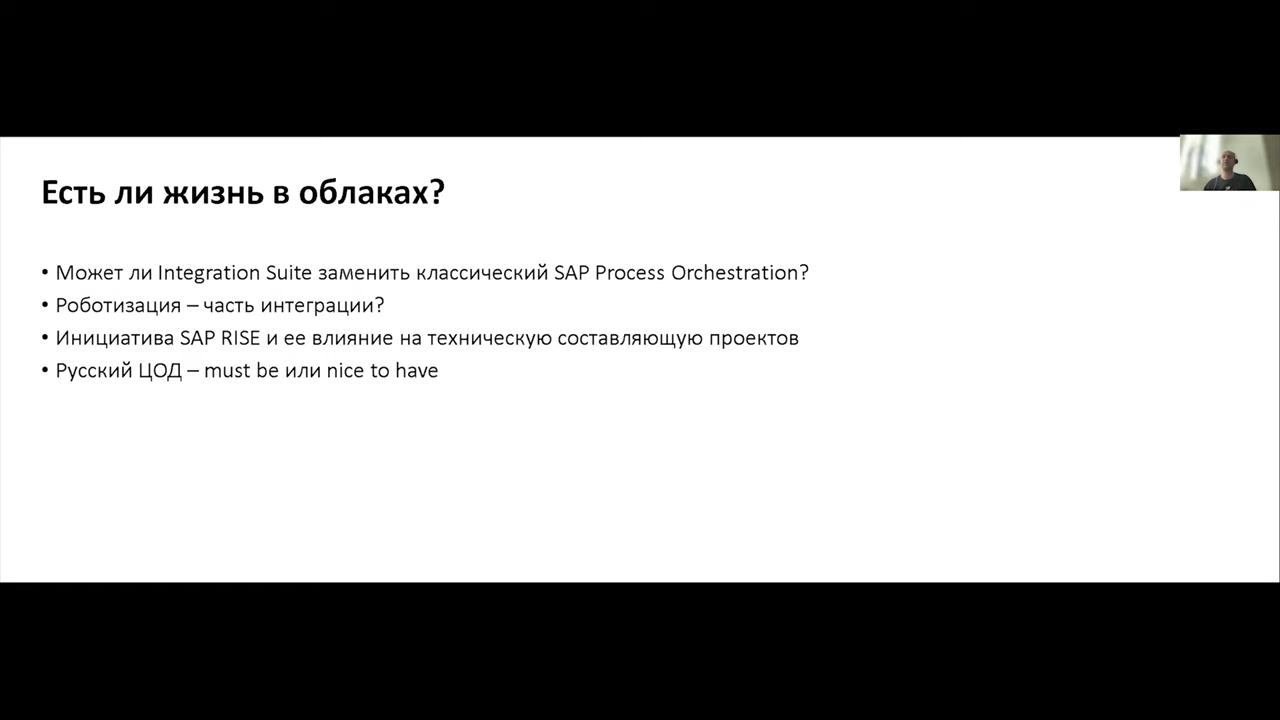 Есть ли жизнь в облаках?
• Может ли Integration Suite заменить классический SAP Process Orchestration?
• Роботизация – часть интеграции?
• Инициатива SAP RISE и ее влияние на техническую составляющую проектов
• Русский ЦОД – must be или nice to have